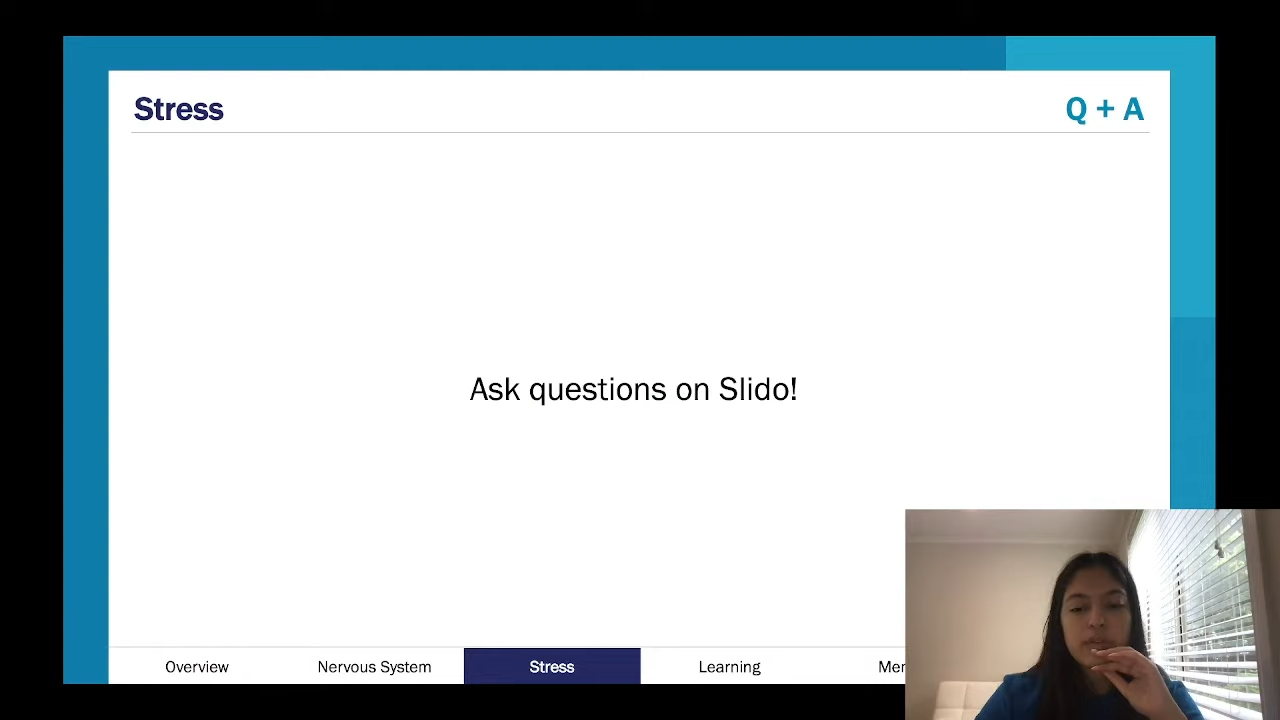 Stress
Q + A
Ask questions on Slido!
Overview
Nervous System
Stress
Learning